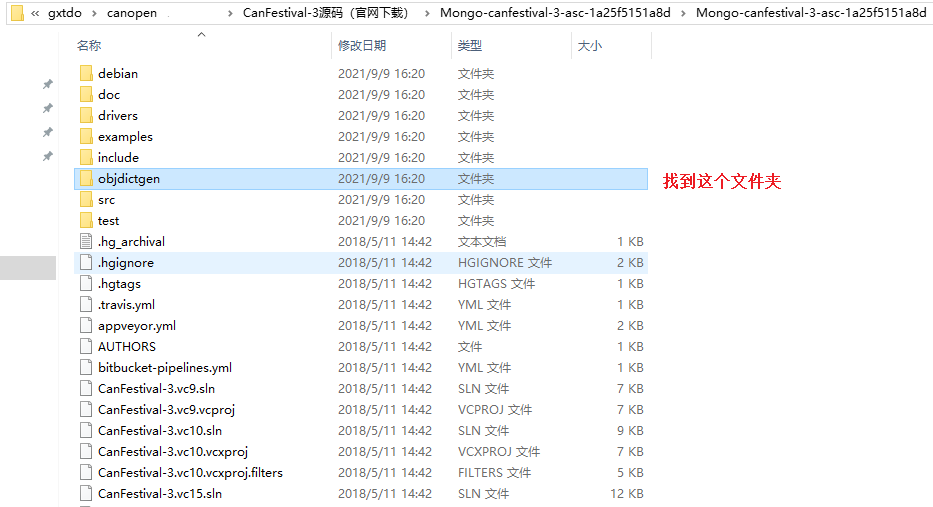 « gxtdo › canopen › CanFestival-3源码（官网下载） › Mongo-canfestival-3-asc-1a25f5151a8d › Mongo-canfestival-3-asc-1a25f5151a8d
名称 修改日期 类型 大小
debian 2021/9/9 16:20 文件夹
doc 2021/9/9 16:20 文件夹
drivers 2021/9/9 16:20 文件夹
examples 2021/9/9 16:20 文件夹
include 2021/9/9 16:20 文件夹
objdictgen 2021/9/9 16:20 文件夹 找到这个文件夹
src 2021/9/9 16:20 文件夹
test 2021/9/9 16:20 文件夹
.hg_archival 2018/5/11 14:42 文本文档 1 KB
.hgignore 2018/5/11 14:42 HGIGNORE 文件 2 KB
.hgtags 2018/5/11 14:42 HGTAGS 文件 1 KB
.travis.yml 2018/5/11 14:42 YML 文件 1 KB
appveyor.yml 2018/5/11 14:42 YML 文件 2 KB
AUTHORS 2018/5/11 14:42 文件 1 KB
bitbucket-pipelines.yml 2018/5/11 14:42 YML 文件 1 KB
CanFestival-3.vc9.sln 2018/5/11 14:42 SLN 文件 7 KB
CanFestival-3.vc9.vcproj 2018/5/11 14:42 VCPROJ 文件 7 KB
CanFestival-3.vc10.sln 2018/5/11 14:42 SLN 文件 9 KB
CanFestival-3.vc10.vcxproj 2018/5/11 14:42 VCXPROJ 文件 7 KB
CanFestival-3.vc10.vcxproj.filters 2018/5/11 14:42 FILTERS 文件 5 KB
CanFestival-3.vc15.sln 2018/5/11 14:42 SLN 文件 12 KB